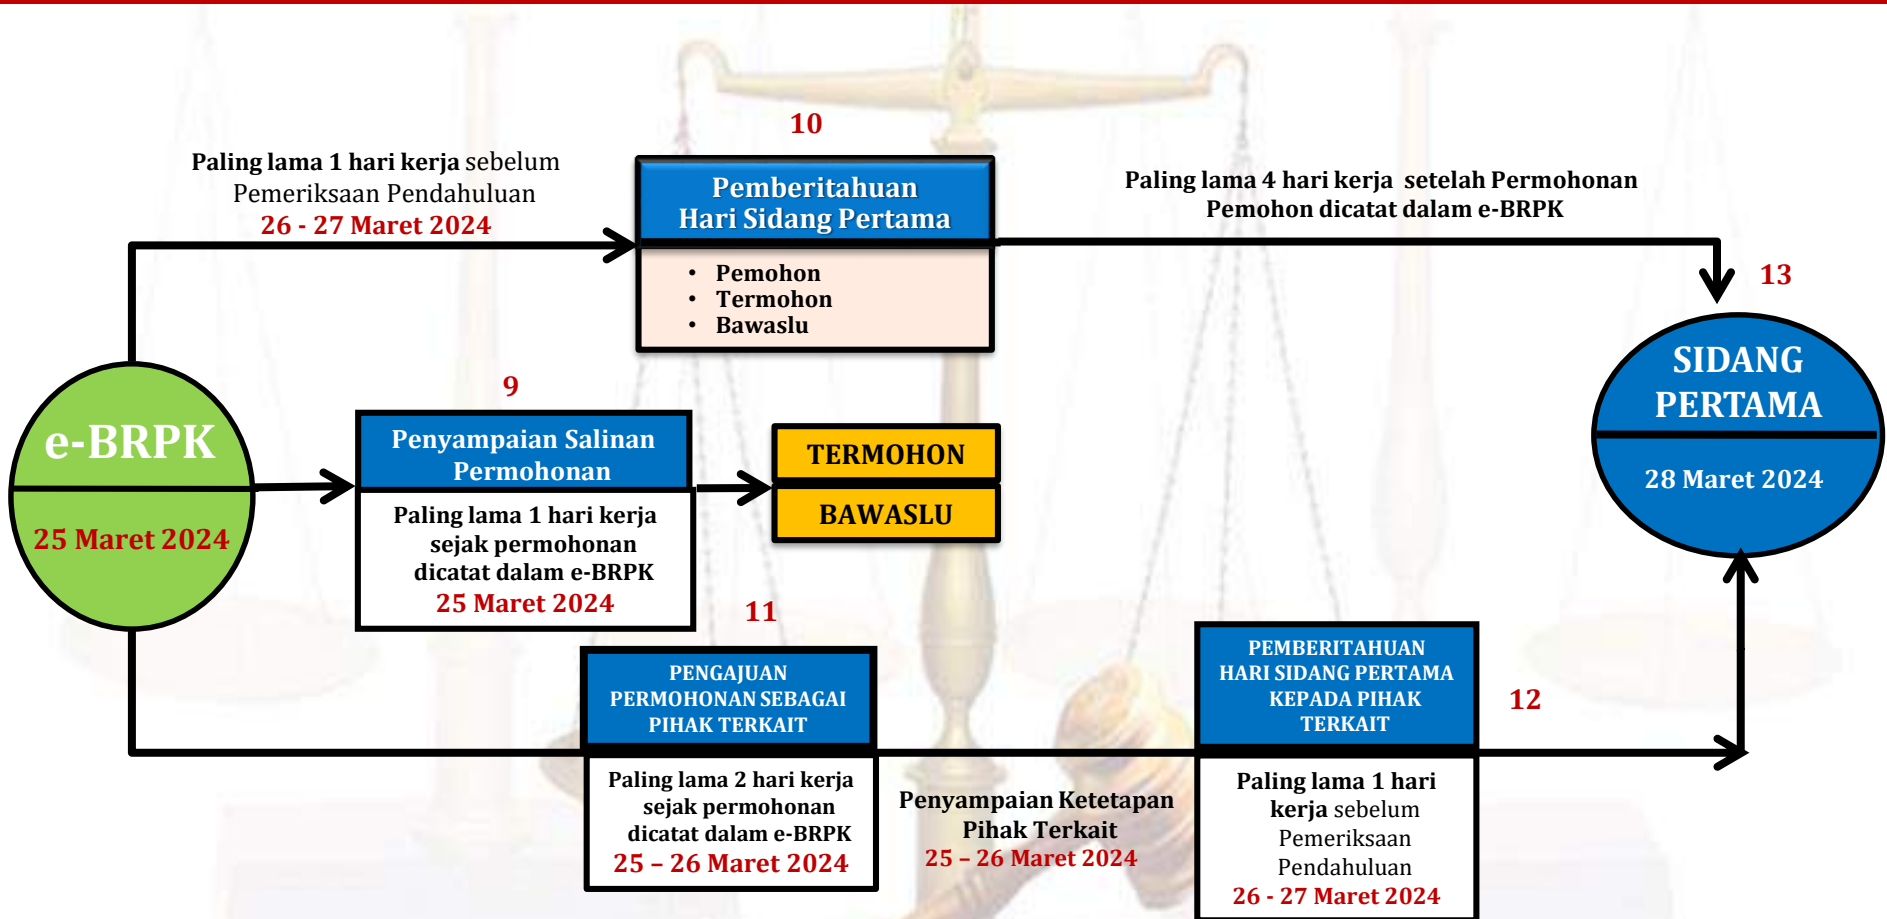 10
Paling lama 1 hari kerja sebelum
Pemeriksaan Pendahuluan
26 - 27 Maret 2024
Pemberitahuan
Hari Sidang Pertama
• Pemohon
• Termohon
• Bawaslu
Paling lama 4 hari kerja setelah Permohonan
Pemohon dicatat dalam e-BRPK
13
SIDANG
PERTAMA
28 Maret 2024
e-BRPK
25 Maret 2024
9
Penyampaian Salinan
Permohonan
Paling lama 1 hari kerja
sejak permohonan
dicatat dalam e-BRPK
25 Maret 2024
TERMOHON
BAWASLU
11
PENGAJUAN
PERMOHONAN SEBAGAI
PIHAK TERKAIT
Paling lama 2 hari kerja
sejak permohonan
dicatat dalam e-BRPK
25 – 26 Maret 2024
Penyampaian Ketetapan
Pihak Terkait
25 – 26 Maret 2024
PEMBERITAHUAN
HARI SIDANG PERTAMA
KEPADA PIHAK
TERKAIT
12
Paling lama 1 hari
kerja sebelum
Pemeriksaan
Pendahuluan
26 - 27 Maret 2024